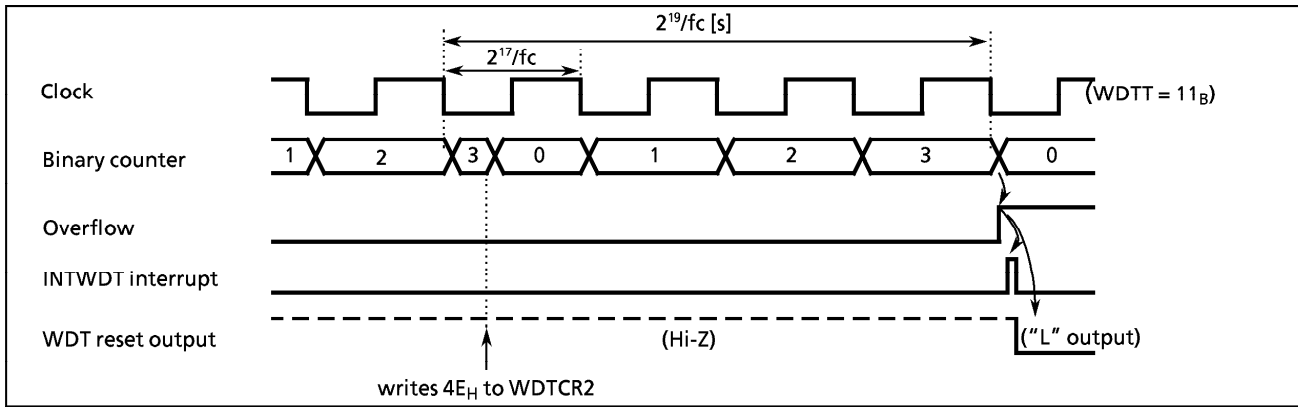 2¹⁹/fc [s]
2¹⁷/fc
Clock
(WDTT = 11B)
Binary counter
1 2 3 0 1 2 3 0
Overflow
INTWDT interrupt
WDT reset output
(Hi-Z)
("L" output)
writes 4EH to WDTCR2